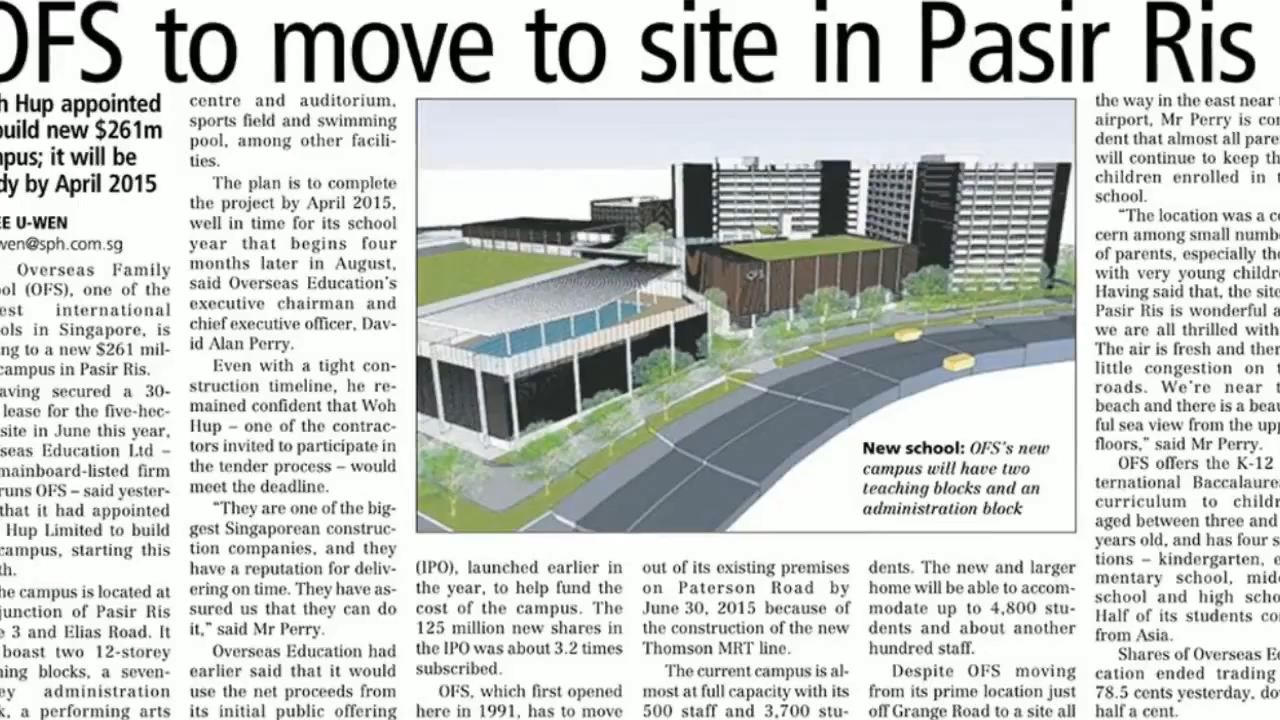 OFS to move to site in Pasir Ris
h Hup appointed
build new $261m
pus; it will be
dy by April 2015
EE U-WEN
wen@sph.com.sg
Overseas Family
ol (OFS), one of the
est international
ols in Singapore, is
ng to a new $261 mil-
campus in Pasir Ris.
aving secured a 30-
lease for the five-hec-
site in June this year,
seas Education Ltd –
mainboard-listed firm
runs OFS – said yester-
that it had appointed
Hup Limited to build
campus, starting this
th.
he campus is located at
junction of Pasir Ris
e 3 and Elias Road. It
boast two 12-storey
hing blocks, a seven-
ey administration
k, a performing arts
centre and auditorium,
sports field and swimming
pool, among other facili-
ties.
The plan is to complete
the project by April 2015,
well in time for its school
year that begins four
months later in August,
said Overseas Education's
executive chairman and
chief executive officer, Dav-
id Alan Perry.
Even with a tight con-
struction timeline, he re-
mained confident that Woh
Hup – one of the contrac-
tors invited to participate in
the tender process – would
meet the deadline.
"They are one of the big-
gest Singaporean construc-
tion companies, and they
have a reputation for deliv-
ering on time. They have as-
sured us that they can do
it," said Mr Perry.
Overseas Education had
earlier said that it would
use the net proceeds from
its initial public offering
OFS
New school: OFS's new
campus will have two
teaching blocks and an
administration block
(IPO), launched earlier in
the year, to help fund the
cost of the campus. The
125 million new shares in
the IPO was about 3.2 times
subscribed.
OFS, which first opened
here in 1991, has to move
out of its existing premises
on Paterson Road by
June 30, 2015 because of
the construction of the new
Thomson MRT line.
The current campus is al-
most at full capacity with its
500 staff and 3,700 stu-
dents. The new and larger
home will be able to accom-
modate up to 4,800 stu-
dents and about another
hundred staff.
Despite OFS moving
from its prime location just
off Grange Road to a site all
the way in the east near t
airport, Mr Perry is con
dent that almost all pare
will continue to keep th
children enrolled in t
school.
"The location was a co
cern among small numbe
of parents, especially tho
with very young childre
Having said that, the site
Pasir Ris is wonderful a
we are all thrilled with
The air is fresh and ther
little congestion on t
roads. We're near t
beach and there is a beau
ful sea view from the upp
floors," said Mr Perry.
OFS offers the K-12
ternational Baccalaurea
curriculum to childr
aged between three and
years old, and has four s
tions – kindergarten, e
mentary school, mid
school and high scho
Half of its students co
from Asia.
Shares of Overseas Ed
cation ended trading
78.5 cents yesterday, do
half a cent.